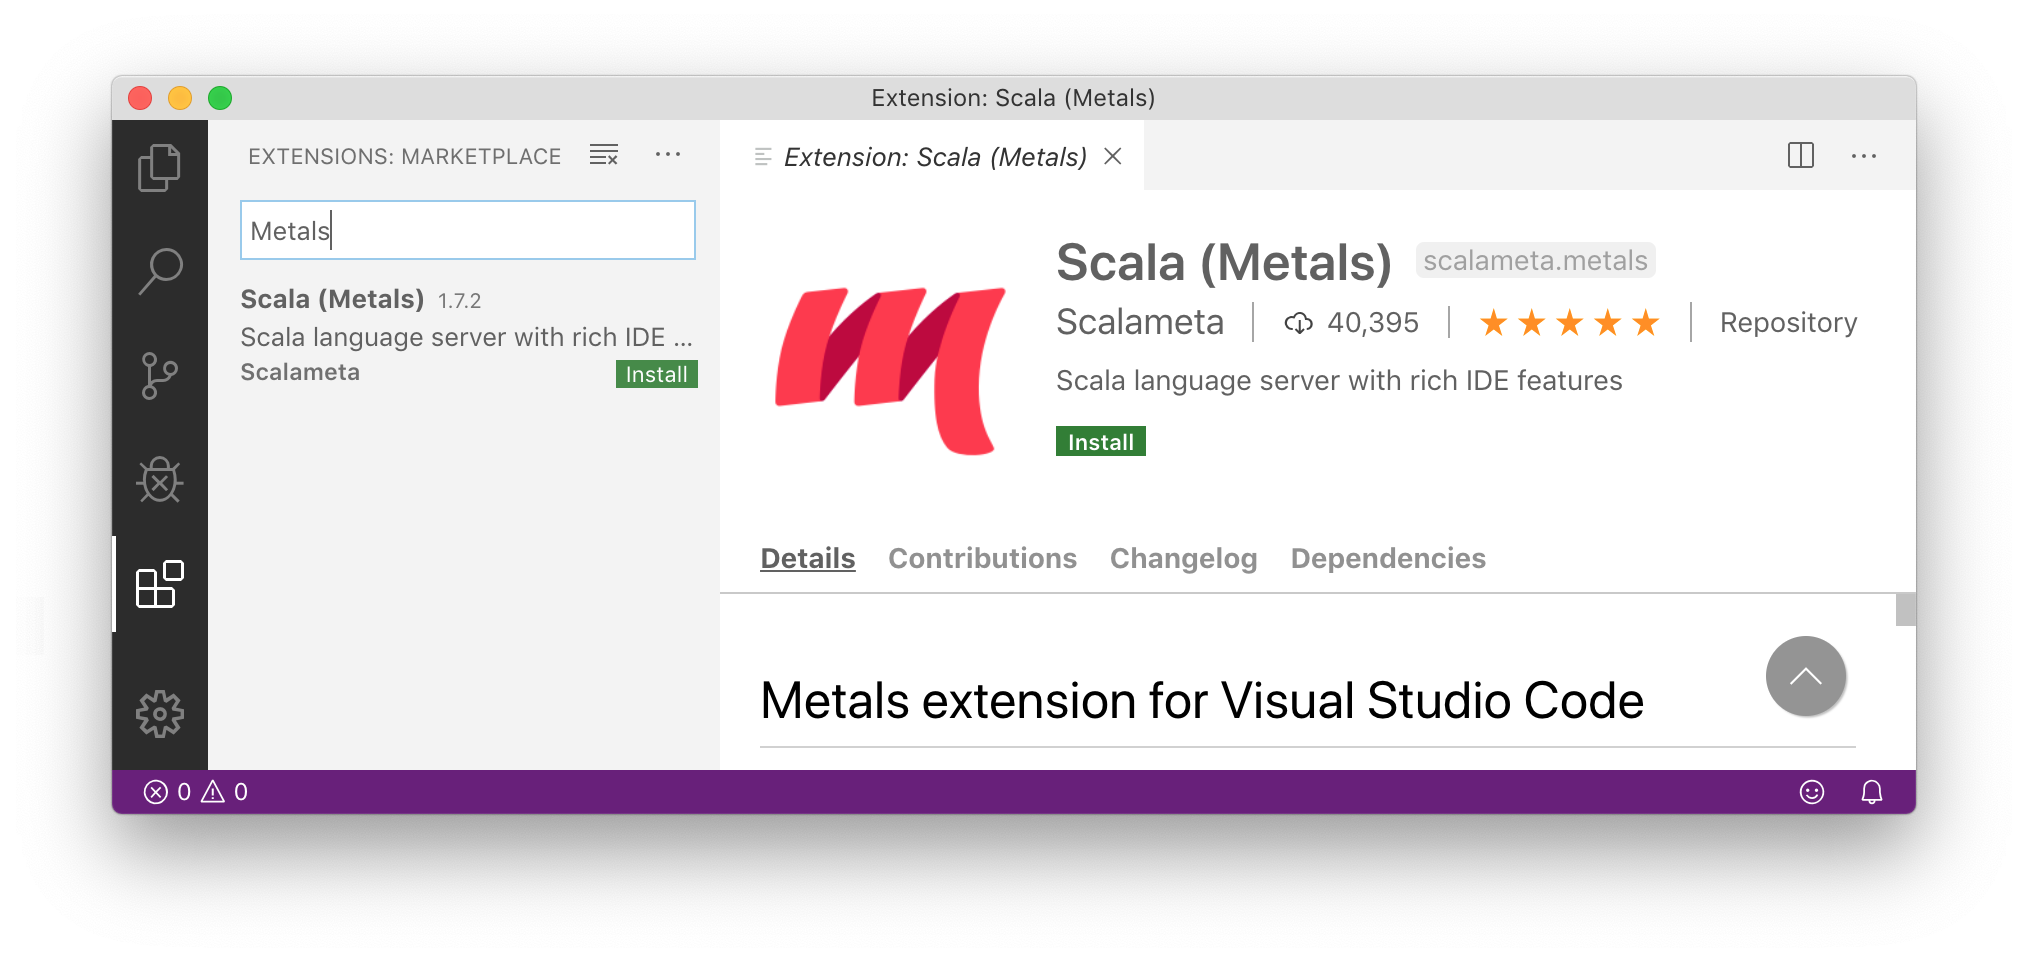 Extension: Scala (Metals)
EXTENSIONS: MARKETPLACE
Metals
Scala (Metals) 1.7.2
Scala language server with rich IDE ...
Scalameta Install
Extension: Scala (Metals)
Scala (Metals) scalameta.metals
Scalameta 40,395 Repository
Scala language server with rich IDE features
Install
Details Contributions Changelog Dependencies
Metals extension for Visual Studio Code
0 0